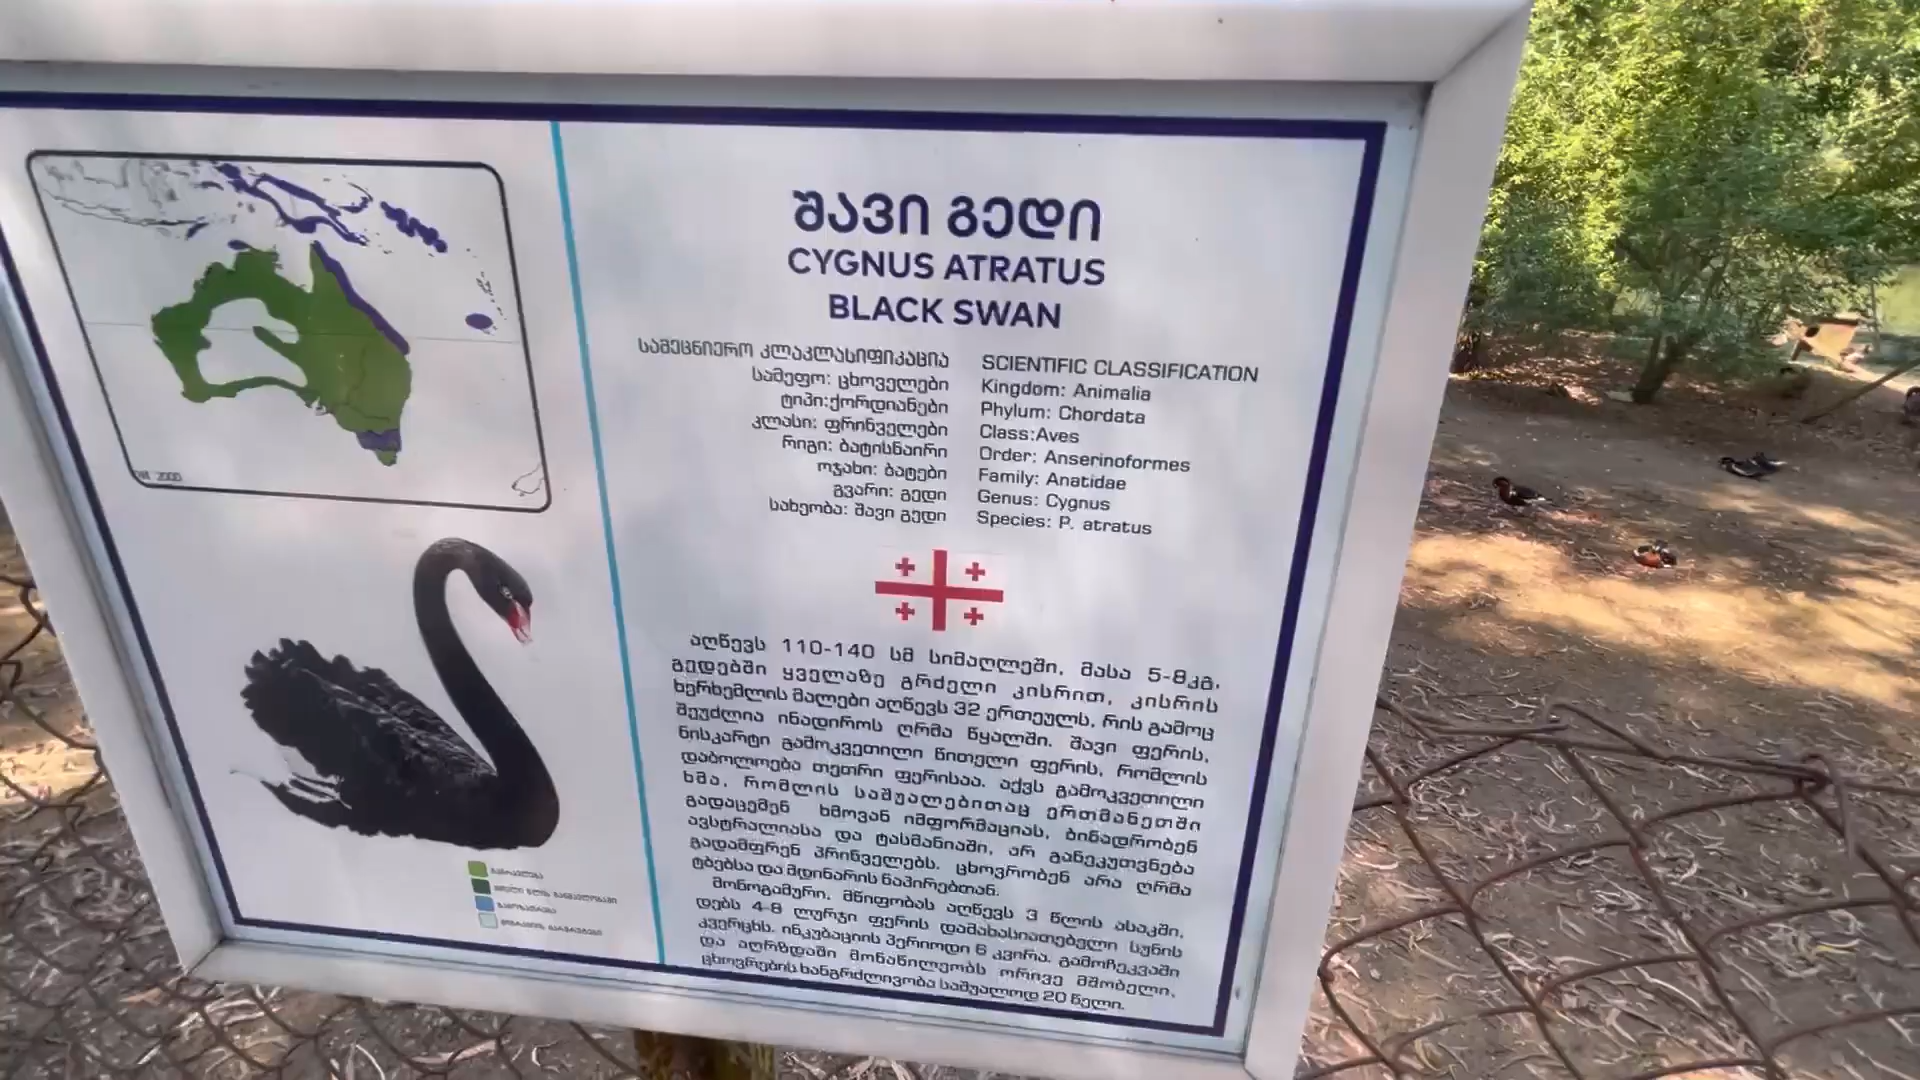 შავი გედი
CYGNUS ATRATUS
BLACK SWAN
სამეცნიერო კლაკლასიფიკაცია
სამეფო: ცხოველები
ტიპი:ქორდიანები
კლასი: ფრინველები
რიგი: ბატისნაირი
ოჯახი: ბატები
გვარი: გედი
სახეობა: შავი გედი
SCIENTIFIC CLASSIFICATION
Kingdom: Animalia
Phylum: Chordata
Class:Aves
Order: Anserinoformes
Family: Anatidae
Genus: Cygnus
Species: P. atratus
აღწევს 110-140 სმ სიმაღლეში, მასა 5-8კგ.
გედებში ყველაზე გრძელი კისრით, კისრის
ხერხემლის მალები აღწევს 32 ერთეულს, რის გამოც
შეუძლია ინადიროს ღრმა წყალში. შავი ფერის,
ნისკარტი გამოკვეთილი წითელი ფერის, რომლის
დაბოლოება თეთრი ფერისაა. აქვს გამოკვეთილი
ხმა, რომლის საშუალებითაც ერთმანეთში
გადაცემენ ხმოვან იმფორმაციას, ბინადრობენ
ავსტრალიასა და ტასმანიაში, არ განეკუთვნება
გადამფრენ პრინველებს. ცხოვრობენ არა ღრმა
ტბებსა და მდინარის ნაპირებთან.
მონოგამური, მწიფობას აღწევს 3 წლის ასაკში,
დებს 4-8 ლურჯი ფერის დამახასიათებელი სუნის
კვერცხს. ინკუბაციის პერიოდი 6 კვირა. გამოჩეკვაში
და აღრზდაში მონაწილეობს ორივე მშობელი,
ცხოვრების ხანგრძლივობა საშუალოდ 20 წელი.
2000